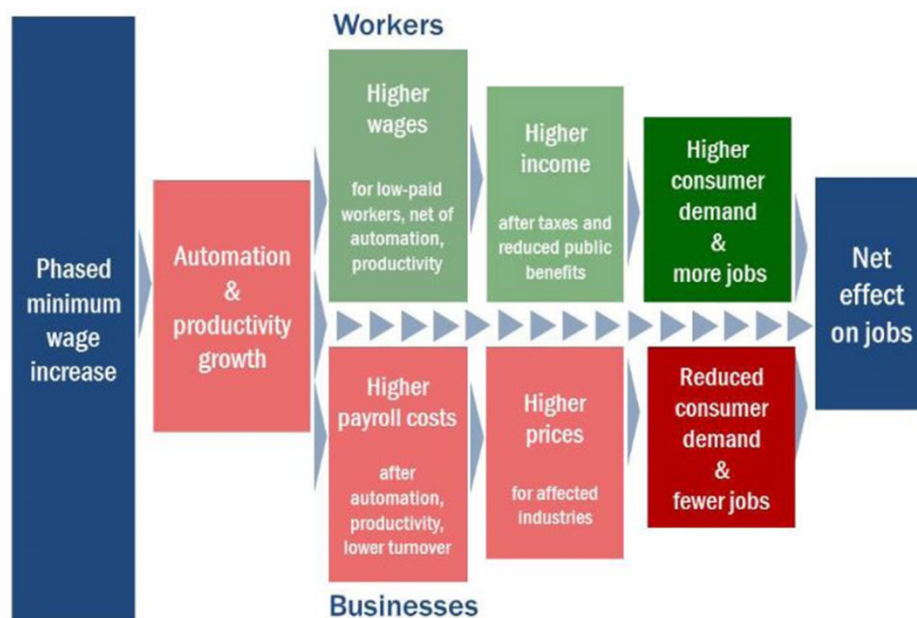 Workers
Phased
minimum
wage
increase
Automation
&
productivity
growth
Higher
wages
for low-paid
workers, net of
automation,
productivity
Higher
income
after taxes and
reduced public
benefits
Higher
consumer
demand
&
more jobs
Higher
payroll costs
after
automation,
productivity,
lower turnover
Higher
prices
for affected
industries
Reduced
consumer
demand
&
fewer jobs
Net
effect
on jobs
Businesses